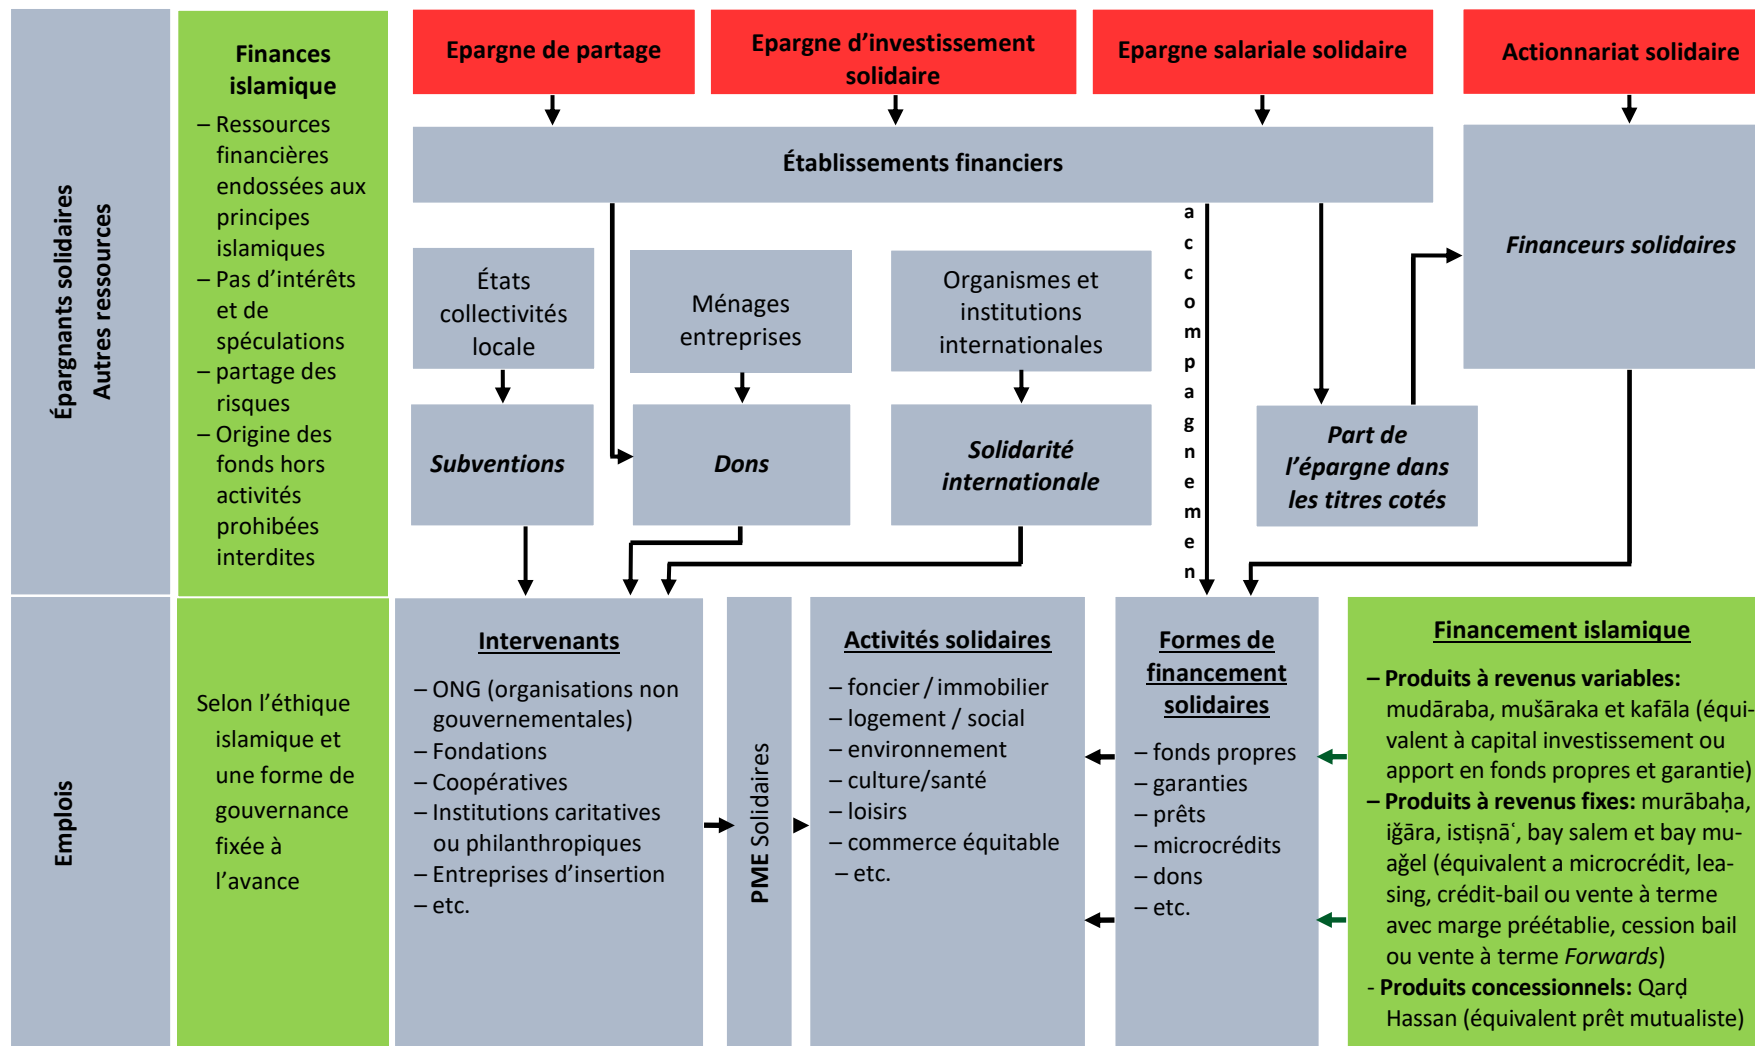 Épargnants solidaires
Autres ressources
Finances
islamique
– Ressources
financières
endossées aux
principes
islamiques
– Pas d’intérêts
et de
spéculations
– partage des
risques
– Origine des
fonds hors
activités
prohibées
interdites
Epargne de partage
Epargne d’investissement
solidaire
Epargne salariale solidaire
Actionnariat solidaire
Établissements financiers
Financeurs solidaires
États
collectivités
locale
Ménages
entreprises
Organismes et
institutions
internationales
accompagnemen
Subventions
Dons
Solidarité
internationale
Part de
l’épargne dans
les titres cotés
Emplois
Selon l’éthique
islamique et
une forme de
gouvernance
fixée à
l’avance
Intervenants
– ONG (organisations non
gouvernementales)
– Fondations
– Coopératives
– Institutions caritatives
ou philanthropiques
– Entreprises d’insertion
– etc.
PME Solidaires
Activités solidaires
– foncier / immobilier
– logement / social
– environnement
– culture/santé
– loisirs
– commerce équitable
– etc.
Formes de
financement
solidaires
– fonds propres
– garanties
– prêts
– microcrédits
– dons
– etc.
Financement islamique
– Produits à revenus variables:
mudāraba, mušāraka et kafāla (équi-
valent à capital investissement ou
apport en fonds propres et garantie)
– Produits à revenus fixes: murābaḥa,
iǧāra, istiṣnāʿ, bay salem et bay mu-
aǧel (équivalent a microcrédit, lea-
sing, crédit-bail ou vente à terme
avec marge préétablie, cession bail
ou vente à terme Forwards)
- Produits concessionnels: Qarḍ
Hassan (équivalent prêt mutualiste)